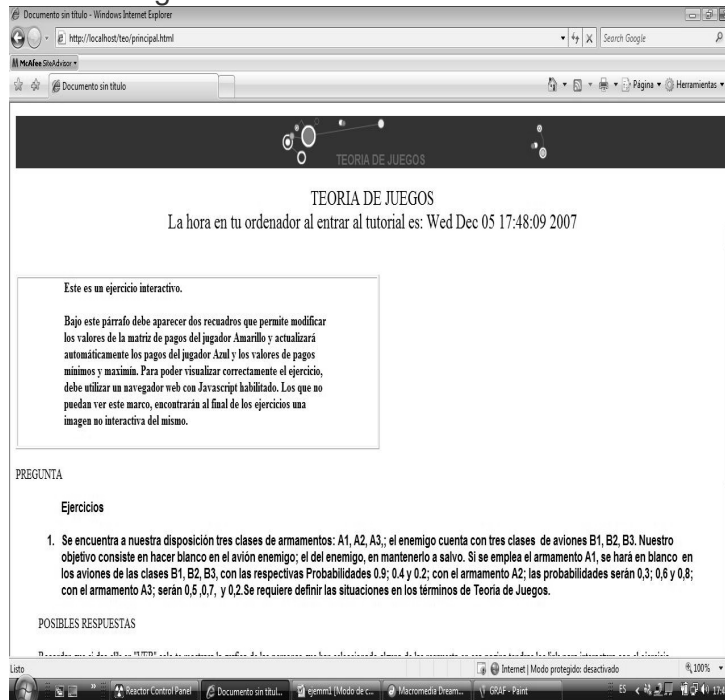 Documento sin título - Windows Internet Explorer
http://localhost/teo/principal.html
Search Google
McAfee SiteAdvisor
Documento sin título
Página Herramientas
TEORIA DE JUEGOS
TEORIA DE JUEGOS
La hora en tu ordenador al entrar al tutorial es: Wed Dec 05 17:48:09 2007
Este es un ejercicio interactivo.
Bajo este párrafo debe aparecer dos recuadros que permite modificar
los valores de la matriz de pagos del jugador Amarillo y actualizará
automáticamente los pagos del jugador Azul y los valores de pagos
mínimos y maximin. Para poder visualizar correctamente el ejercicio,
debe utilizar un navegador web con Javascript habilitado. Los que no
puedan ver este marco, encontrarán al final de los ejercicios una
imagen no interactiva del mismo.
PREGUNTA
Ejercicios
1. Se encuentra a nuestra disposición tres clases de armamentos: A1, A2, A3,; el enemigo cuenta con tres clases de aviones B1, B2, B3. Nuestro
objetivo consiste en hacer blanco en el avión enemigo; el del enemigo, en mantenerlo a salvo. Si se emplea el armamento A1, se hará en blanco en
los aviones de las clases B1, B2, B3, con las respectivas Probabilidades 0.9; 0.4 y 0.2; con el armamento A2; las probabilidades serán 0,3; 0,6 y 0,8;
con el armamento A3; serán 0,5 ,0,7, y 0,2.Se requiere definir las situaciones en los términos de Teoría de Juegos.
POSIBLES RESPUESTAS
Listo
Internet | Modo protegido: desactivado
100%
Reactor Control Panel
Documento sin títul...
ejemm1 [Modo de c...
Macromedia Dream...
GRAF - Paint
ES